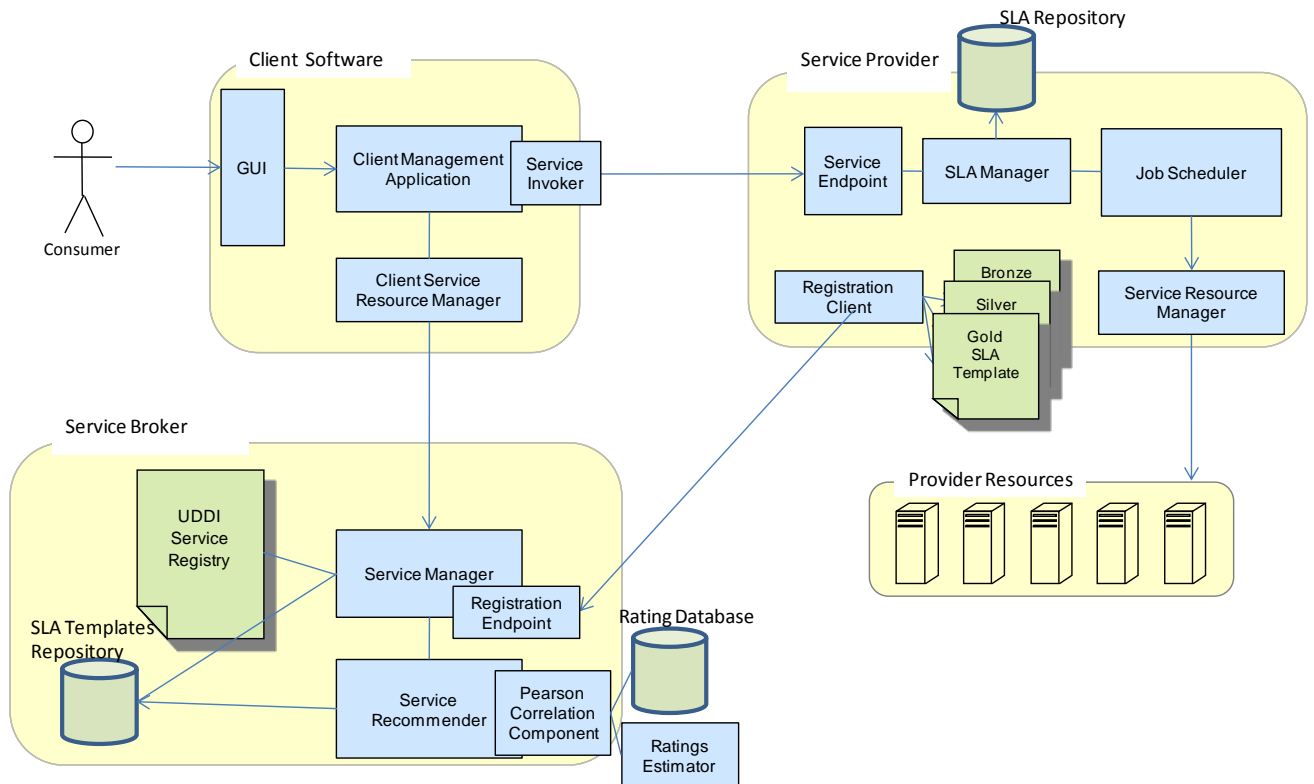 SLA Repository
Client Software
Service Provider
Consumer
GUI
Client Management
Application
Service
Invoker
Service
Endpoint
SLA Manager
Job Scheduler
Client Service
Resource Manager
Registration
Client
Bronze
Silver
Gold
SLA
Template
Service Resource
Manager
Service Broker
Provider Resources
UDDI
Service
Registry
Service Manager
Registration
Endpoint
SLA Templates
Repository
Rating Database
Service
Recommender
Pearson
Correlation
Component
Ratings
Estimator